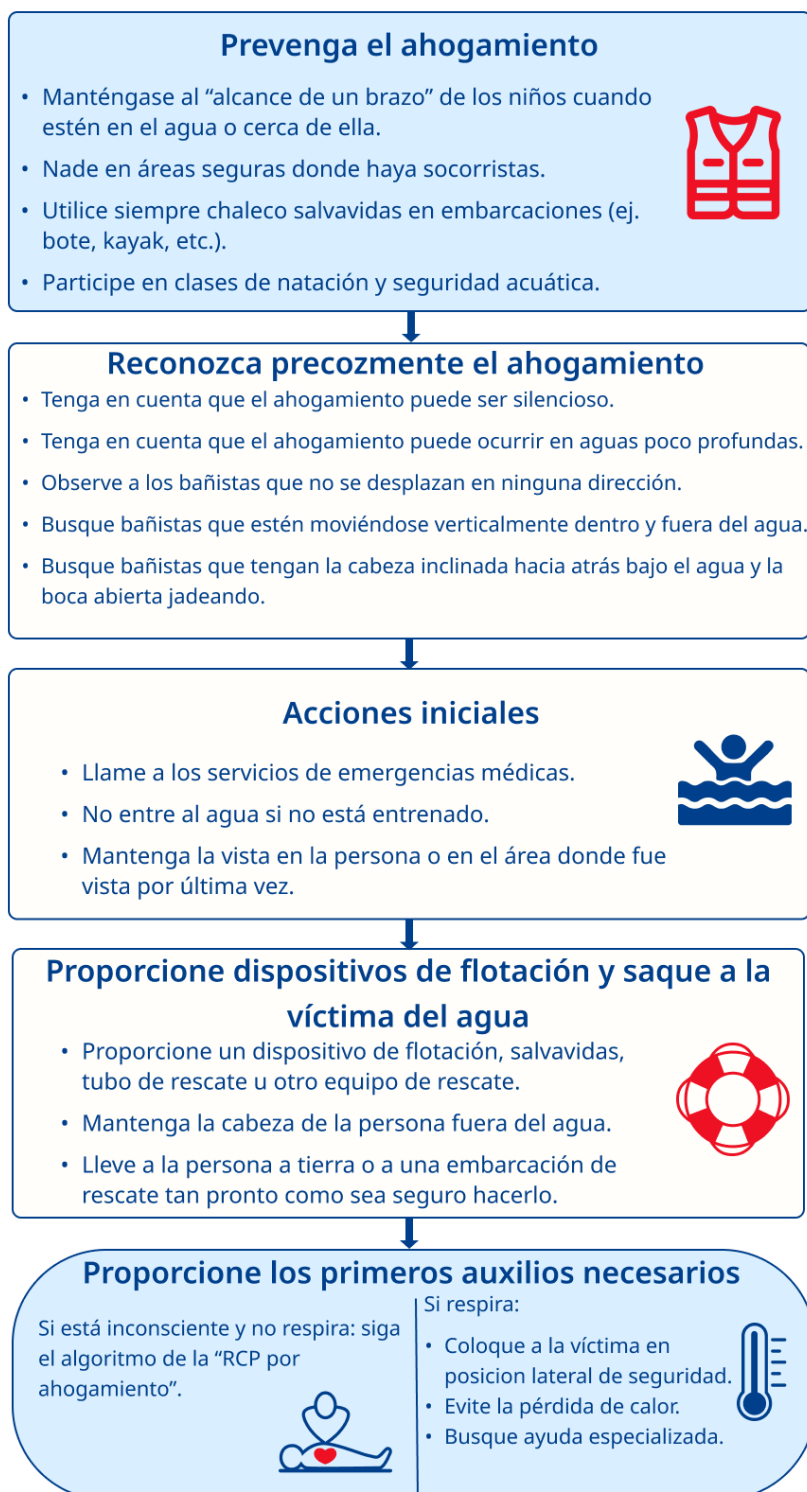 Prevenga el ahogamiento
• Manténgase al “alcance de un brazo” de los niños cuando
estén en el agua o cerca de ella.
• Nade en áreas seguras donde haya socorristas.
• Utilice siempre chaleco salvavidas en embarcaciones (ej.
bote, kayak, etc.).
• Participe en clases de natación y seguridad acuática.
Reconozca precozmente el ahogamiento
• Tenga en cuenta que el ahogamiento puede ser silencioso.
• Tenga en cuenta que el ahogamiento puede ocurrir en aguas poco profundas.
• Observe a los bañistas que no se desplazan en ninguna dirección.
• Busque bañistas que estén moviéndose verticalmente dentro y fuera del agua.
• Busque bañistas que tengan la cabeza inclinada hacia atrás bajo el agua y la
boca abierta jadeando.
Acciones iniciales
• Llame a los servicios de emergencias médicas.
• No entre al agua si no está entrenado.
• Mantenga la vista en la persona o en el área donde fue
vista por última vez.
Proporcione dispositivos de flotación y saque a la
víctima del agua
• Proporcione un dispositivo de flotación, salvavidas,
tubo de rescate u otro equipo de rescate.
• Mantenga la cabeza de la persona fuera del agua.
• Lleve a la persona a tierra o a una embarcación de
rescate tan pronto como sea seguro hacerlo.
Proporcione los primeros auxilios necesarios
Si está inconsciente y no respira: siga
el algoritmo de la “RCP por
ahogamiento”.
Si respira:
• Coloque a la víctima en
posicion lateral de seguridad.
• Evite la pérdida de calor.
• Busque ayuda especializada.